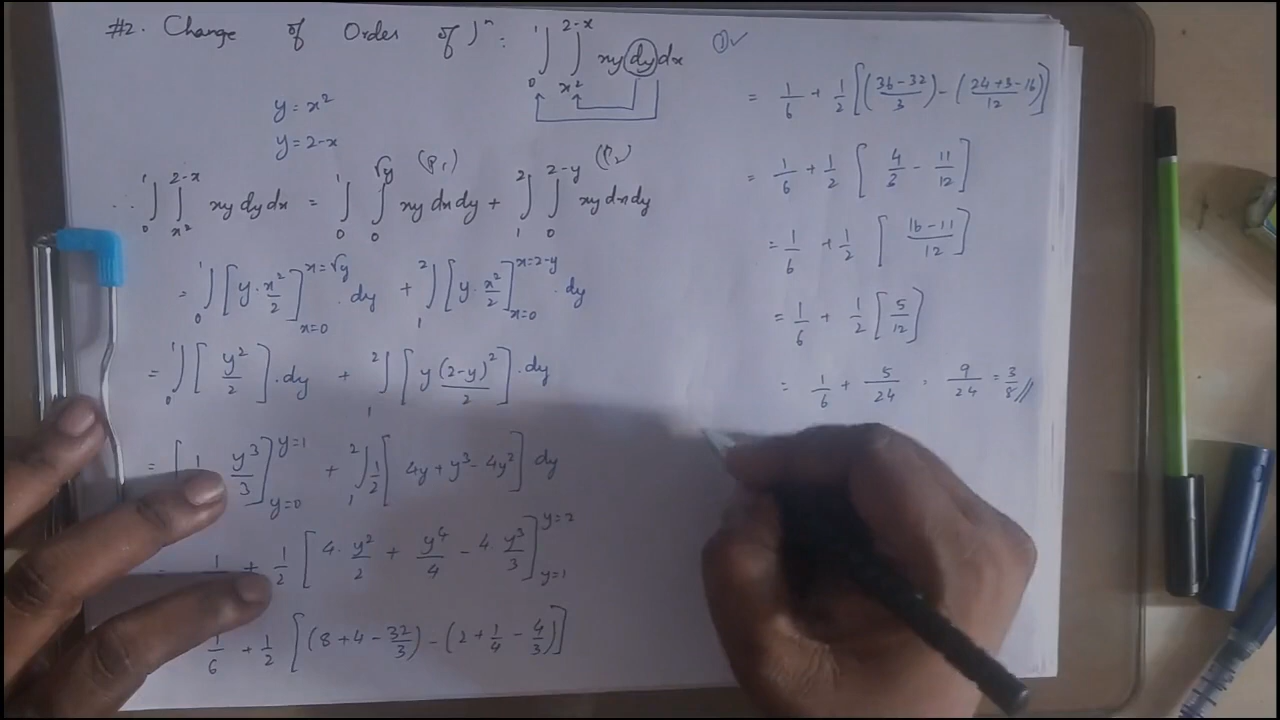 #2. Change of Order of ∫ⁿ: ∫₀¹ ∫_{x²}^{2-x} xy dy dx ①✓
y = x²
y = 2-x
∴ ∫₀¹ ∫_{x²}^{2-x} xy dy dx = ∫₀¹ ∫₀^{√y} xy dx dy (R₁) + ∫₁² ∫₀^{2-y} xy dx dy (R₂)
= ∫₀¹ [y · x²/2]_{x=0}^{x=√y} · dy + ∫₁² [y · x²/2]_{x=0}^{x=2-y} · dy
= ∫₀¹ [y²/2] · dy + ∫₁² [y (2-y)²/2] · dy
= [1 y³/3]_{y=0}^{y=1} + ∫₁² 1/2 [4y + y³ - 4y²] dy
= 1 + 1/2 [4 · y²/2 + y⁴/4 - 4 · y³/3]_{y=1}^{y=2}
1/6 + 1/2 [(8 + 4 - 32/3) - (2 + 1/4 - 4/3)]
= 1/6 + 1/2 [(36-32/3) - (24+3-16/12)]
= 1/6 + 1/2 [4/3 - 11/12]
= 1/6 + 1/2 [16-11/12]
= 1/6 + 1/2 [5/12]
= 1/6 + 5/24 = 9/24 = 3/8 //